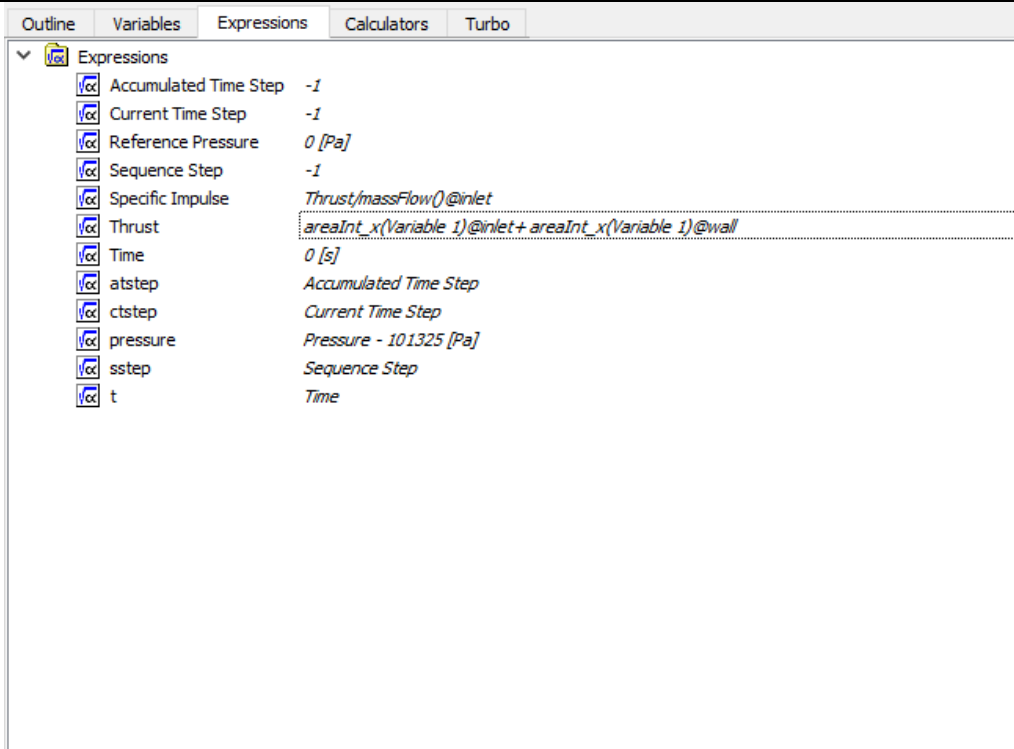 Outline Variables Expressions Calculators Turbo
Expressions
Accumulated Time Step -1
Current Time Step -1
Reference Pressure 0 [Pa]
Sequence Step -1
Specific Impulse Thrust/massFlow()@inlet
Thrust areaInt_x(Variable 1)@inlet+ areaInt_x(Variable 1)@wall
Time 0 [s]
atstep Accumulated Time Step
ctstep Current Time Step
pressure Pressure - 101325 [Pa]
sstep Sequence Step
t Time